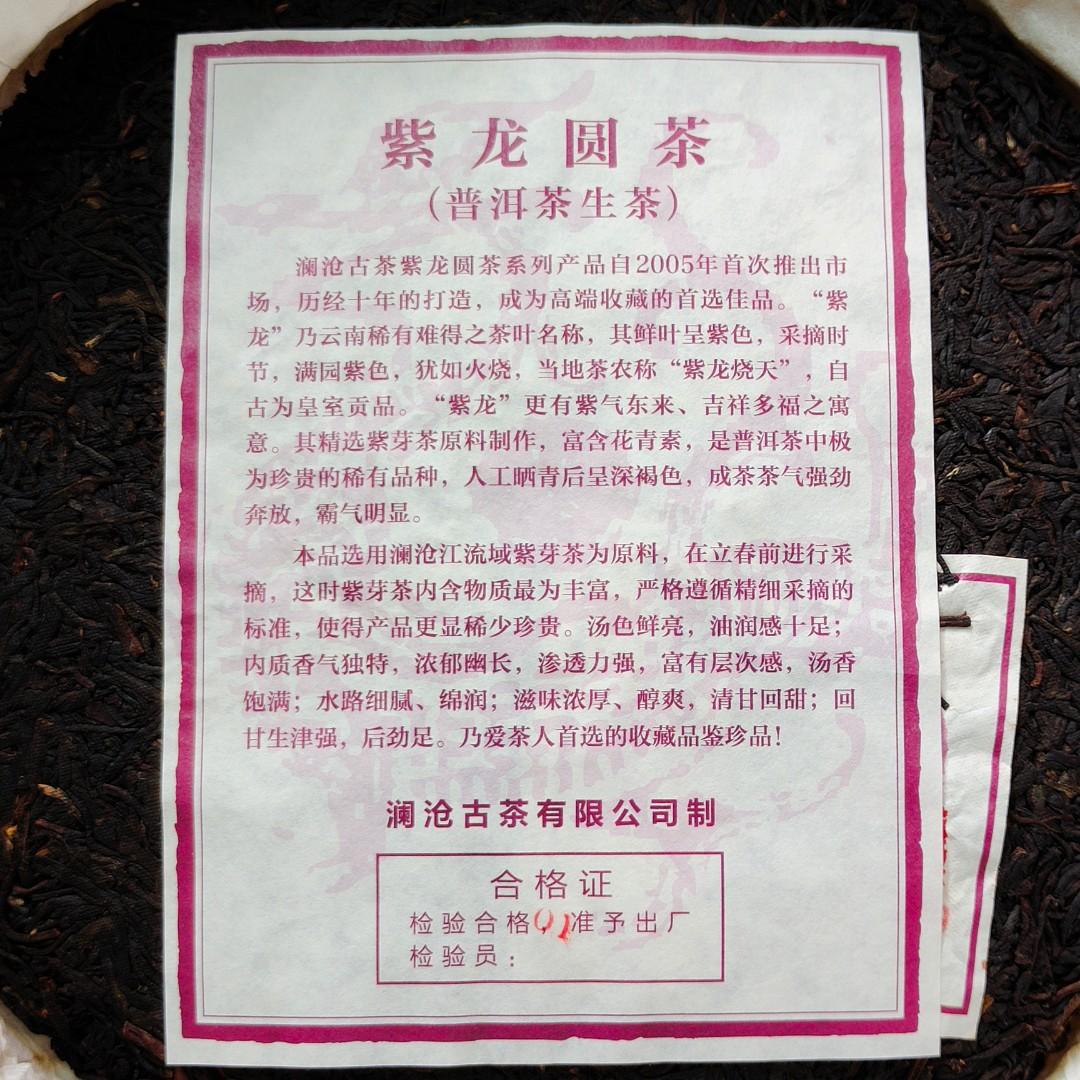 紫龙圆茶
（普洱茶生茶）
澜沧古茶紫龙圆茶系列产品自2005年首次推出市
场，历经十年的打造，成为高端收藏的首选佳品。“紫
龙”乃云南稀有难得之茶叶名称，其鲜叶呈紫色，采摘时
节，满园紫色，犹如火烧，当地茶农称“紫龙烧天”，自
古为皇室贡品。“紫龙”更有紫气东来、吉祥多福之寓
意。其精选紫芽茶原料制作，富含花青素，是普洱茶中极
为珍贵的稀有品种，人工晒青后呈深褐色，成茶茶气强劲
奔放，霸气明显。
本品选用澜沧江流域紫芽茶为原料，在立春前进行采
摘，这时紫芽茶内含物质最为丰富，严格遵循精细采摘的
标准，使得产品更显稀少珍贵。汤色鲜亮，油润感十足；
内质香气独特，浓郁幽长，渗透力强，富有层次感，汤香
饱满；水路细腻、绵润；滋味浓厚、醇爽，清甘回甜；回
甘生津强，后劲足。乃爱茶人首选的收藏品鉴珍品！
澜沧古茶有限公司制
合格证
检验合格 准予出厂
检验员：